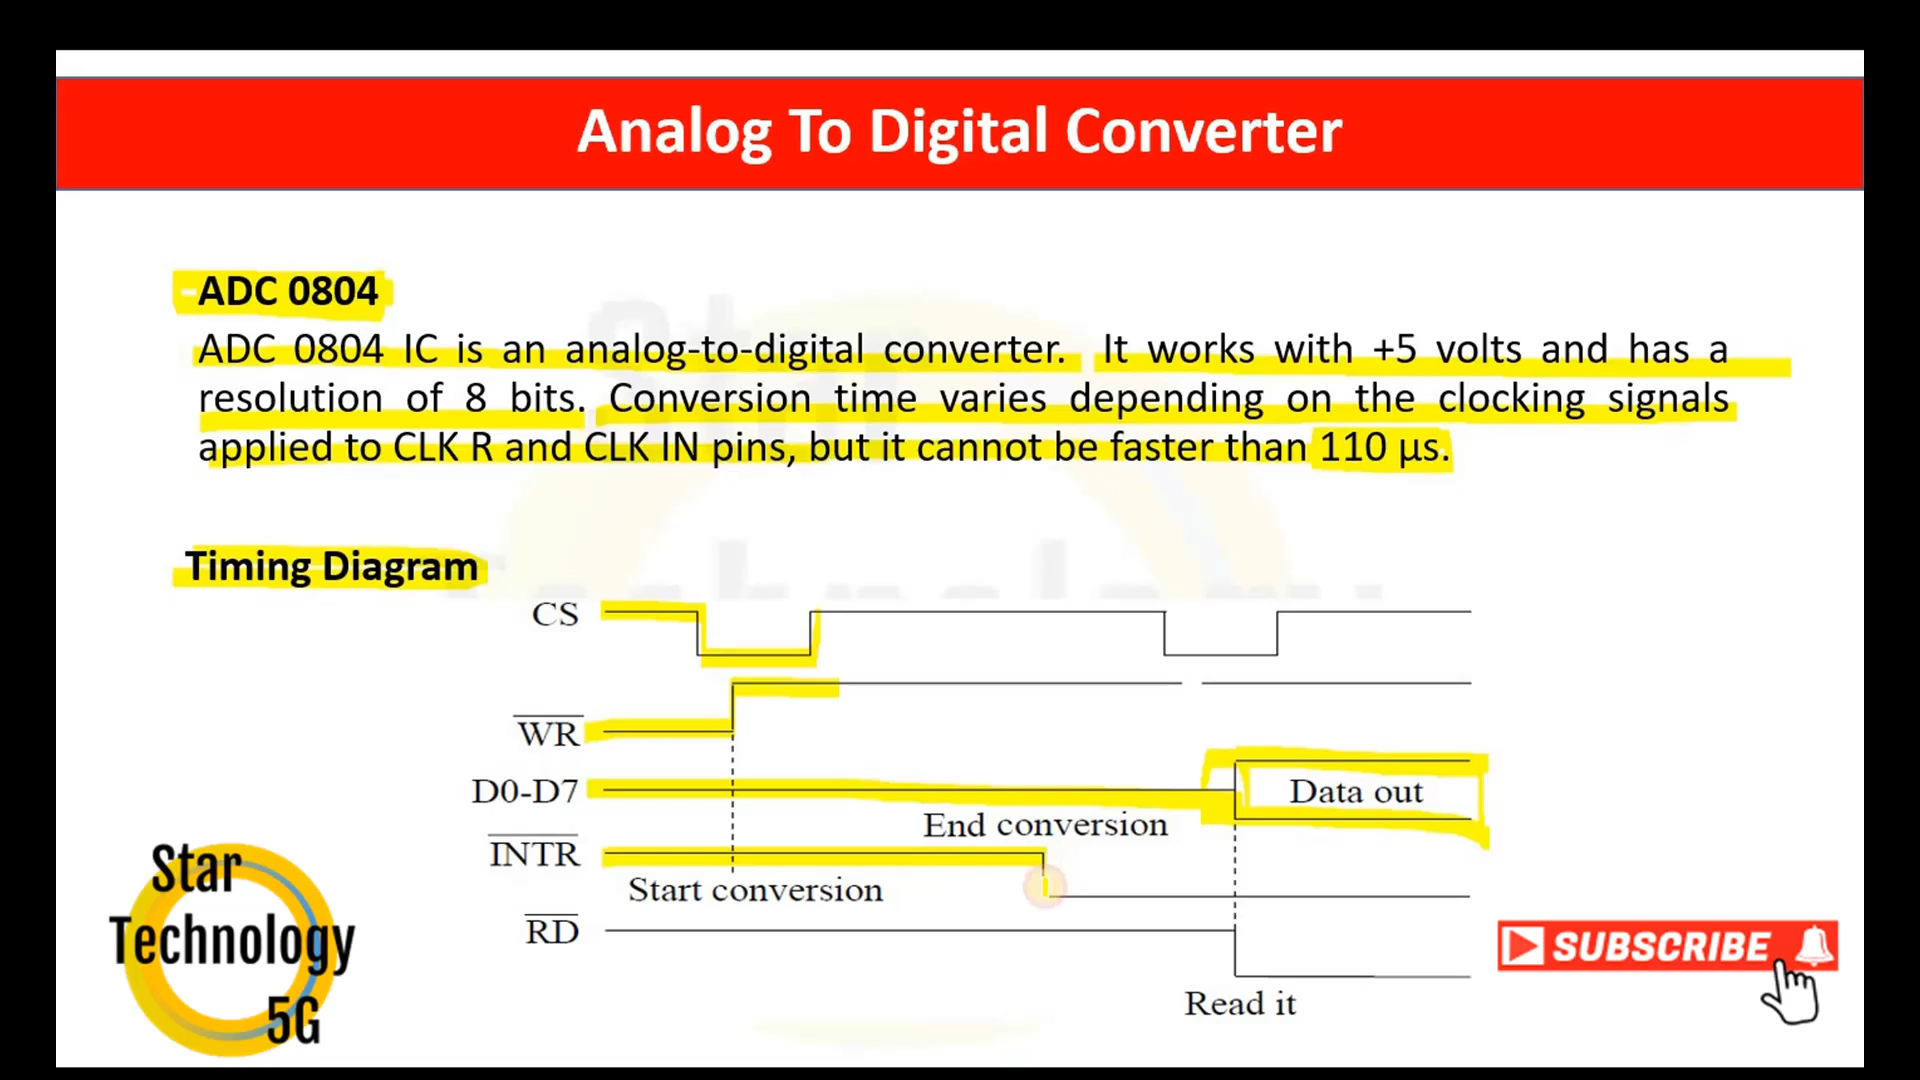 Analog To Digital Converter
ADC 0804
ADC 0804 IC is an analog-to-digital converter. It works with +5 volts and has a
resolution of 8 bits. Conversion time varies depending on the clocking signals
applied to CLK R and CLK IN pins, but it cannot be faster than 110 µs.
Timing Diagram
CS
WR
D0-D7
Data out
End conversion
INTR
Start conversion
RD
Read it
Star
Technology
5G
SUBSCRIBE
Star
Technology